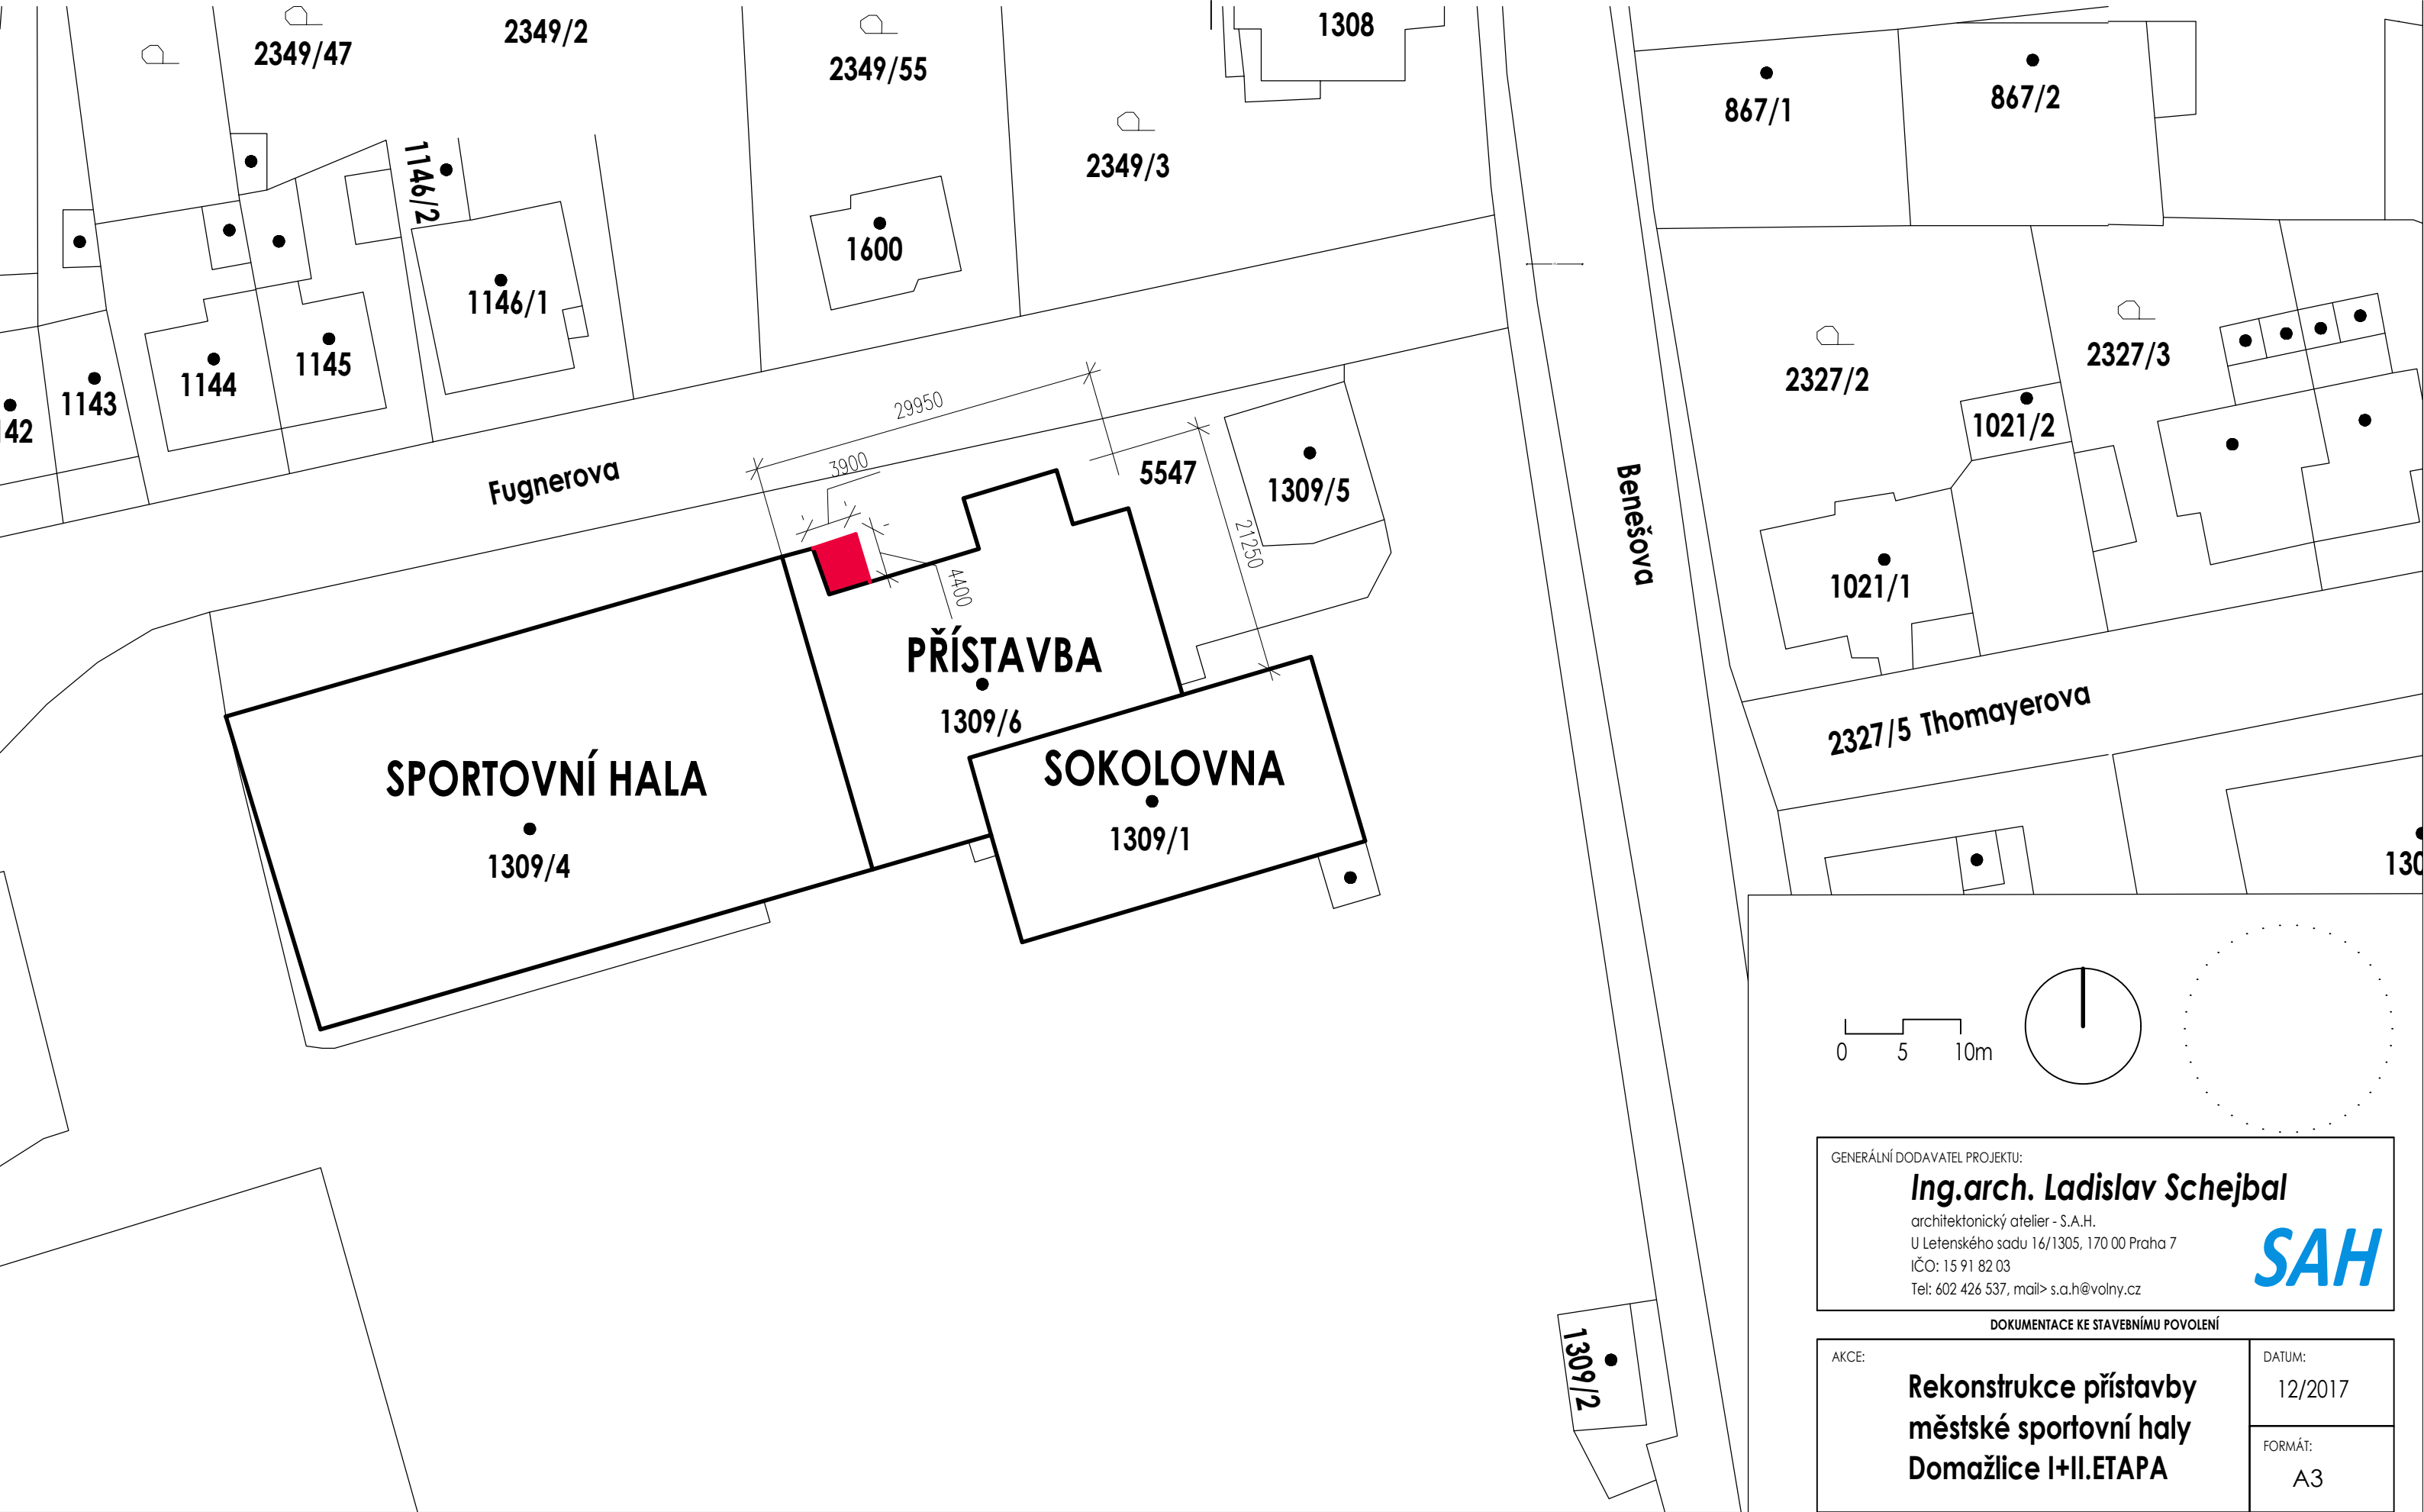 2349/47
2349/2
2349/55
1308
2349/3
867/1
867/2
1146/2
1600
1146/1
1145
1144
1143
142
2327/2
2327/3
1021/2
1021/1
29950
3900
5547
1309/5
21250
4400
Fugnerova
Benešova
PŘÍSTAVBA
1309/6
SPORTOVNÍ HALA
1309/4
SOKOLOVNA
1309/1
2327/5 Thomayerova
130
1309/2
0 5 10m
GENERÁLNÍ DODAVATEL PROJEKTU:
Ing.arch. Ladislav Schejbal
architektonický atelier - S.A.H.
U Letenského sadu 16/1305, 170 00 Praha 7
IČO: 15 91 82 03
Tel: 602 426 537, mail> s.a.h@volny.cz
SAH
DOKUMENTACE KE STAVEBNÍMU POVOLENÍ
AKCE:
Rekonstrukce přístavby
městské sportovní haly
Domažlice I+II.ETAPA
DATUM:
12/2017
FORMÁT:
A3